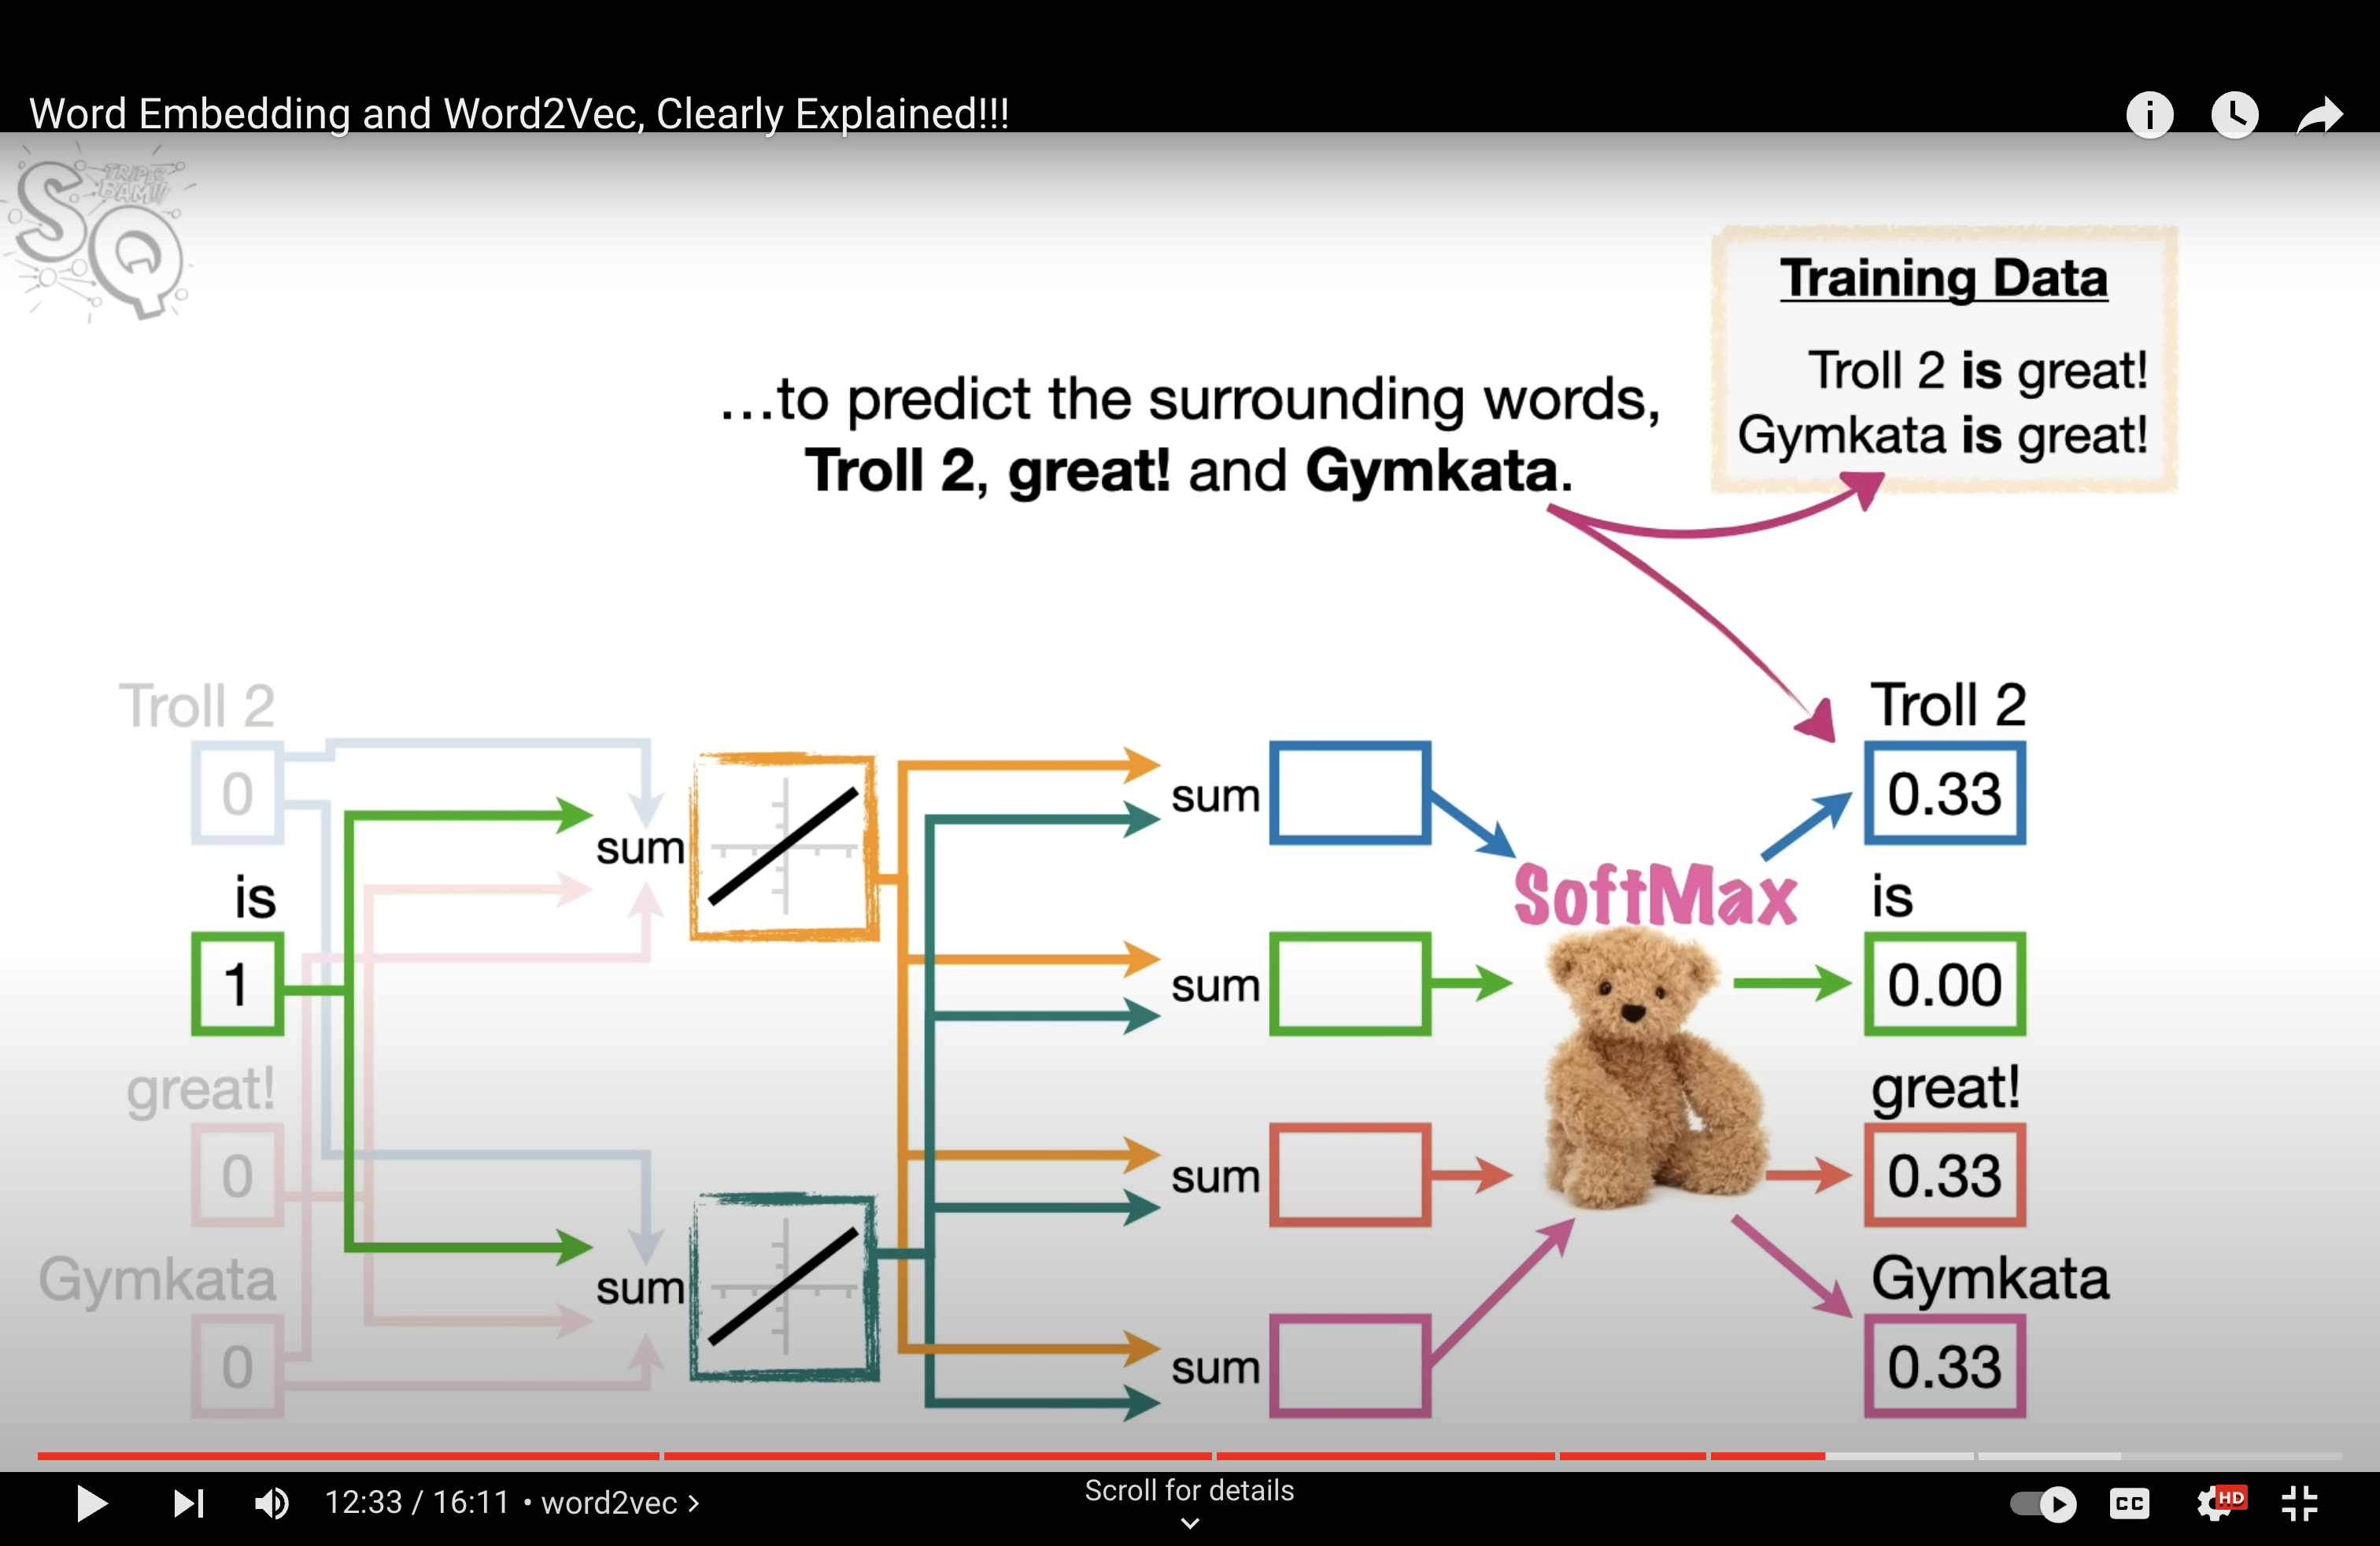 Word Embedding and Word2Vec, Clearly Explained!!!
SQ
TRIPLE
BAM!!!
Training Data
Troll 2 is great!
Gymkata is great!
...to predict the surrounding words,
Troll 2, great! and Gymkata.
Troll 2
0
is
1
great!
0
Gymkata
0
sum
sum
sum
sum
sum
sum
SoftMax
Troll 2
0.33
is
0.00
great!
0.33
Gymkata
0.33
12:33 / 16:11 • word2vec >
Scroll for details
CC
HD